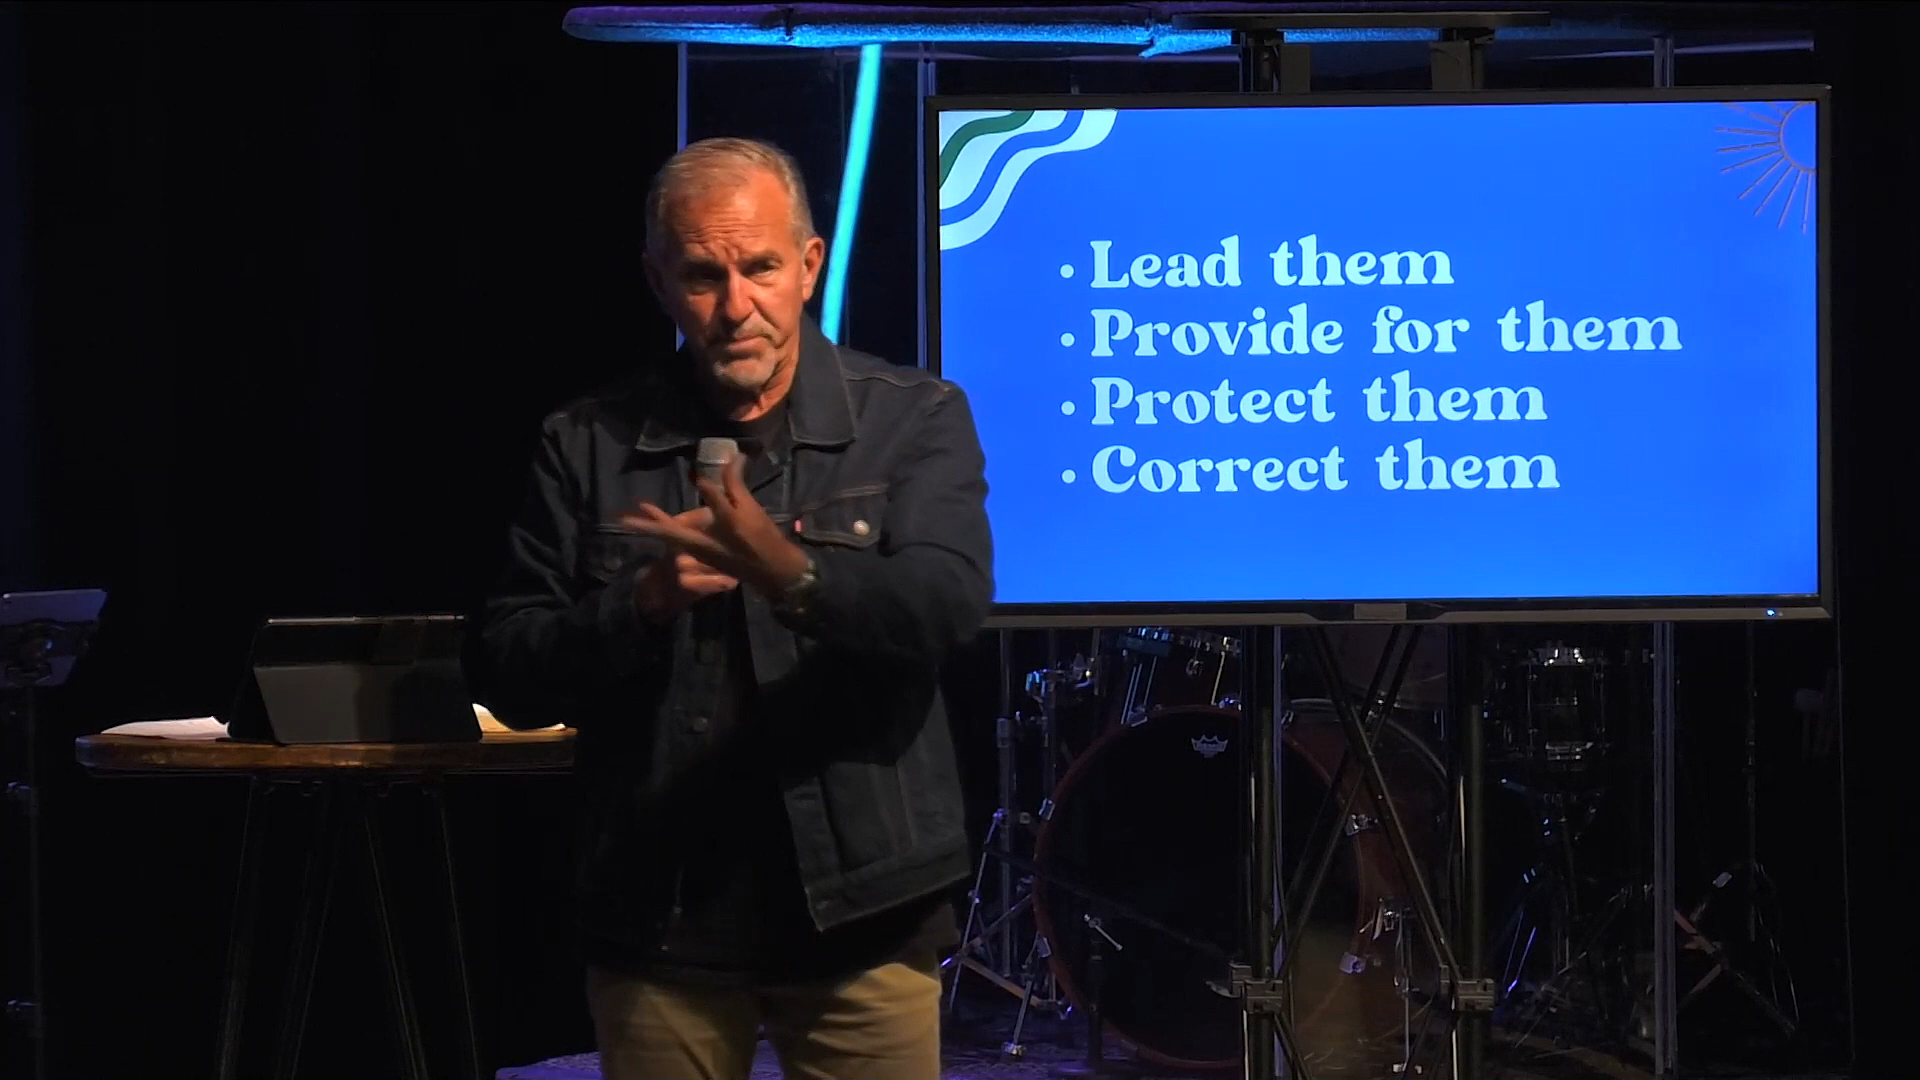 • Lead them
• Provide for them
• Protect them
• Correct them